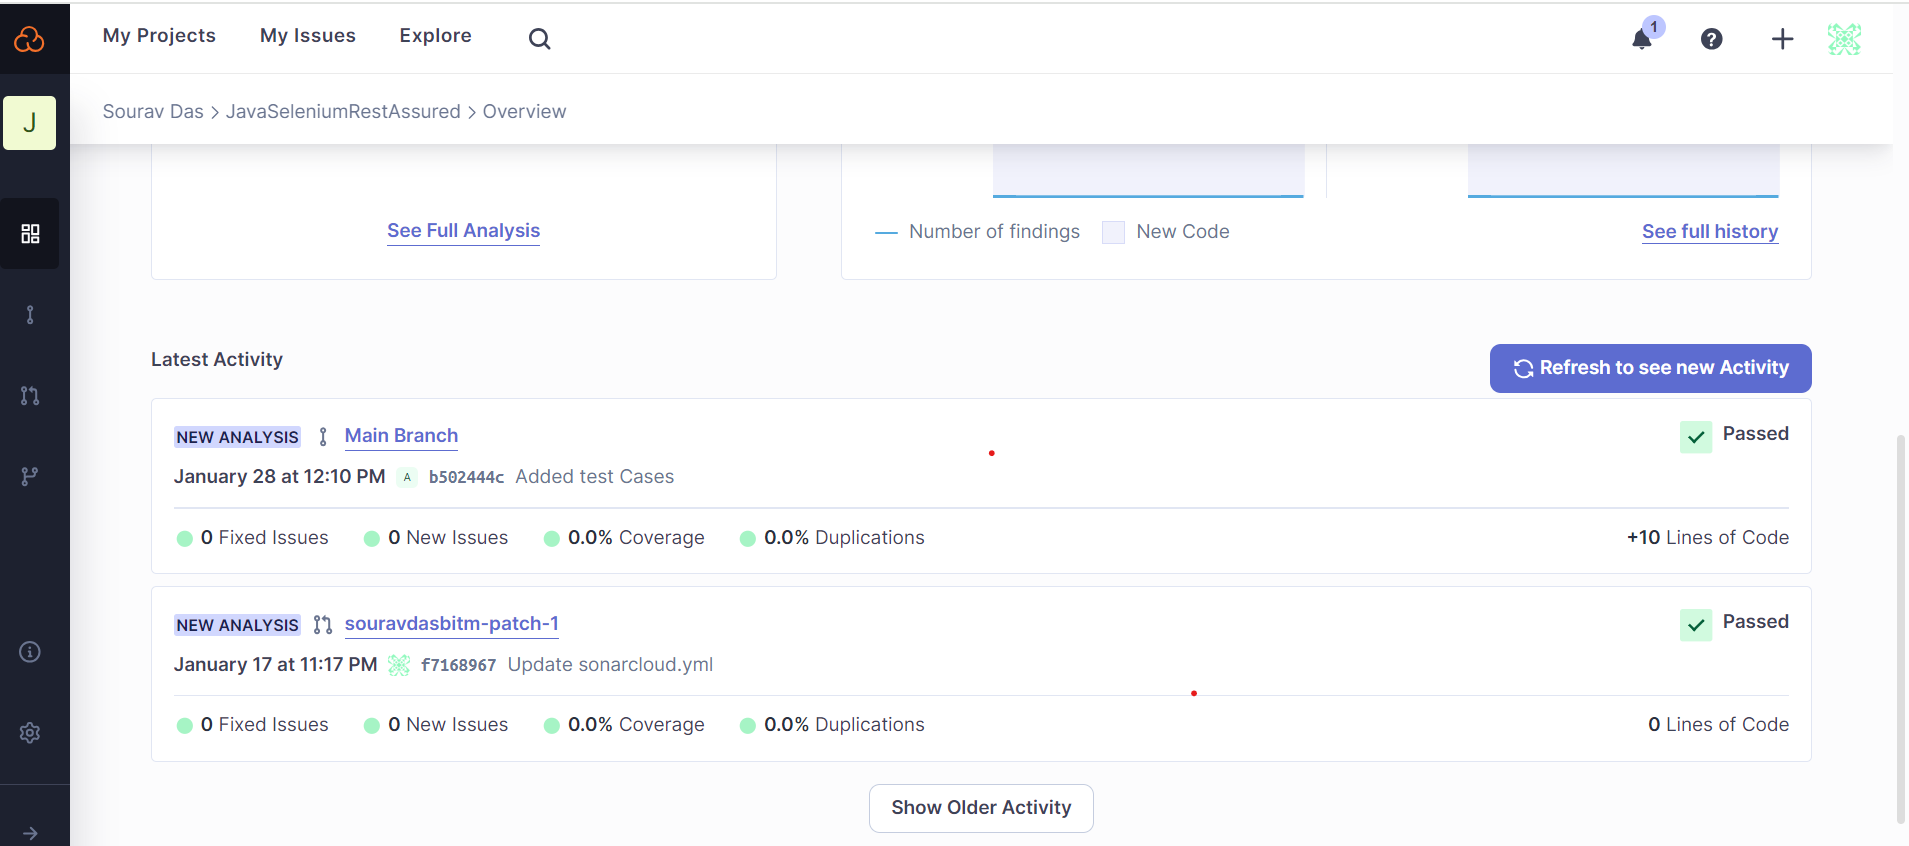 My Projects My Issues Explore 1
J
Sourav Das > JavaSeleniumRestAssured > Overview
See Full Analysis
Number of findings New Code See full history
Latest Activity
Refresh to see new Activity
NEW ANALYSIS Main Branch Passed
January 28 at 12:10 PM A b502444c Added test Cases
0 Fixed Issues 0 New Issues 0.0% Coverage 0.0% Duplications +10 Lines of Code
NEW ANALYSIS souravdasbitm-patch-1 Passed
January 17 at 11:17 PM f7168967 Update sonarcloud.yml
0 Fixed Issues 0 New Issues 0.0% Coverage 0.0% Duplications 0 Lines of Code
Show Older Activity